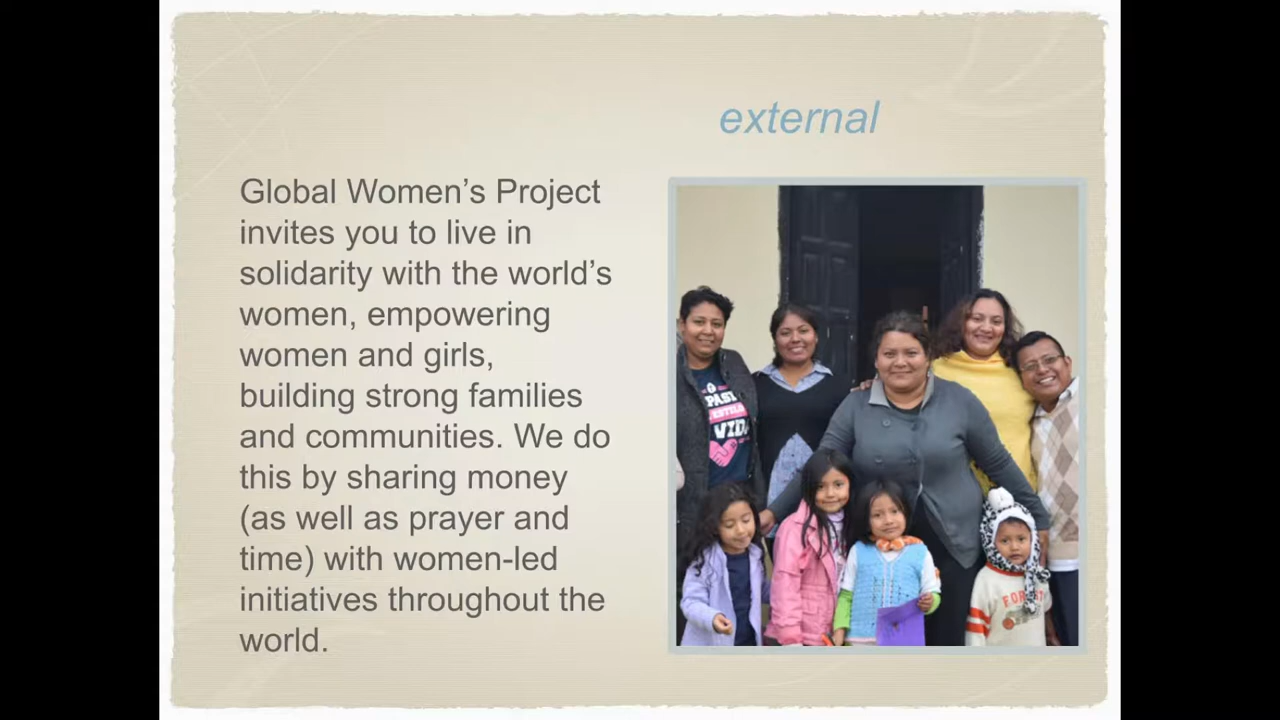 external
Global Women’s Project
invites you to live in
solidarity with the world’s
women, empowering
women and girls,
building strong families
and communities. We do
this by sharing money
(as well as prayer and
time) with women-led
initiatives throughout the
world.
VIDA